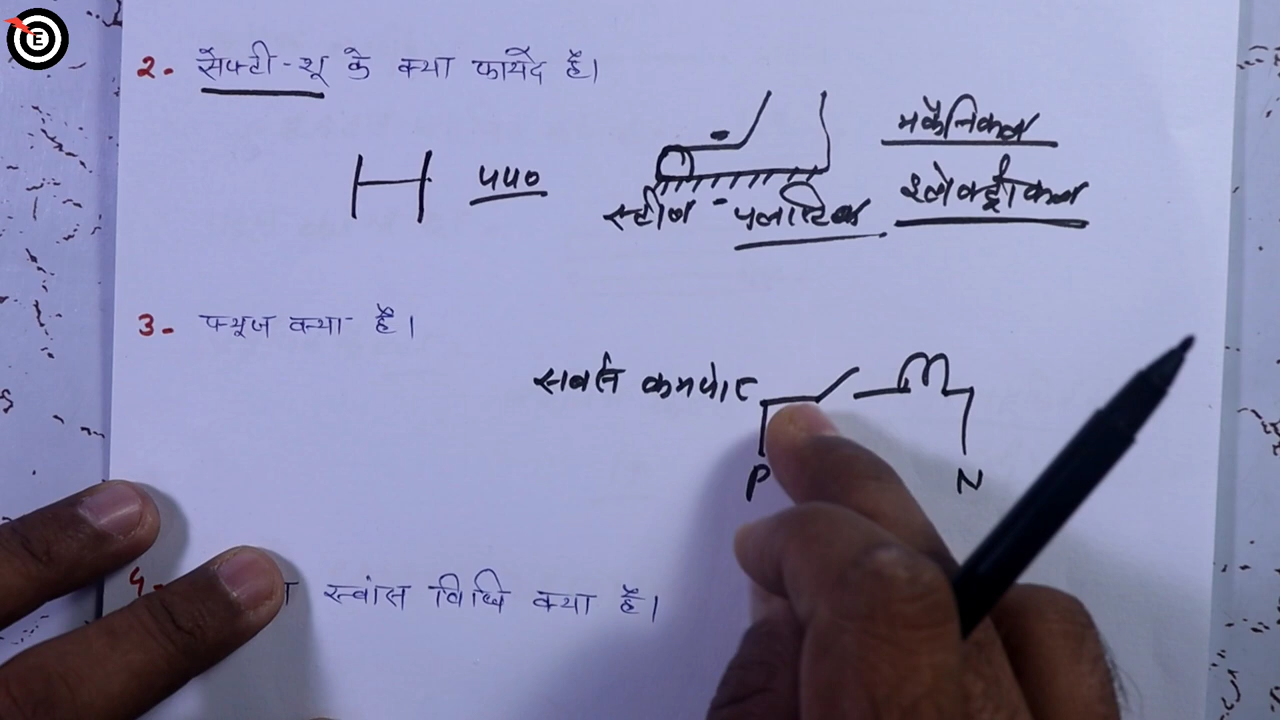 E
2. सेफ्टी-शू के क्या फायदे है।
मकैनिकल
440
इलेक्ट्रीकल
स्टील - प्लास्टिक
3. फ्यूज क्या है।
सबसे कमजोर
P N
स्वांस विधि क्या है।